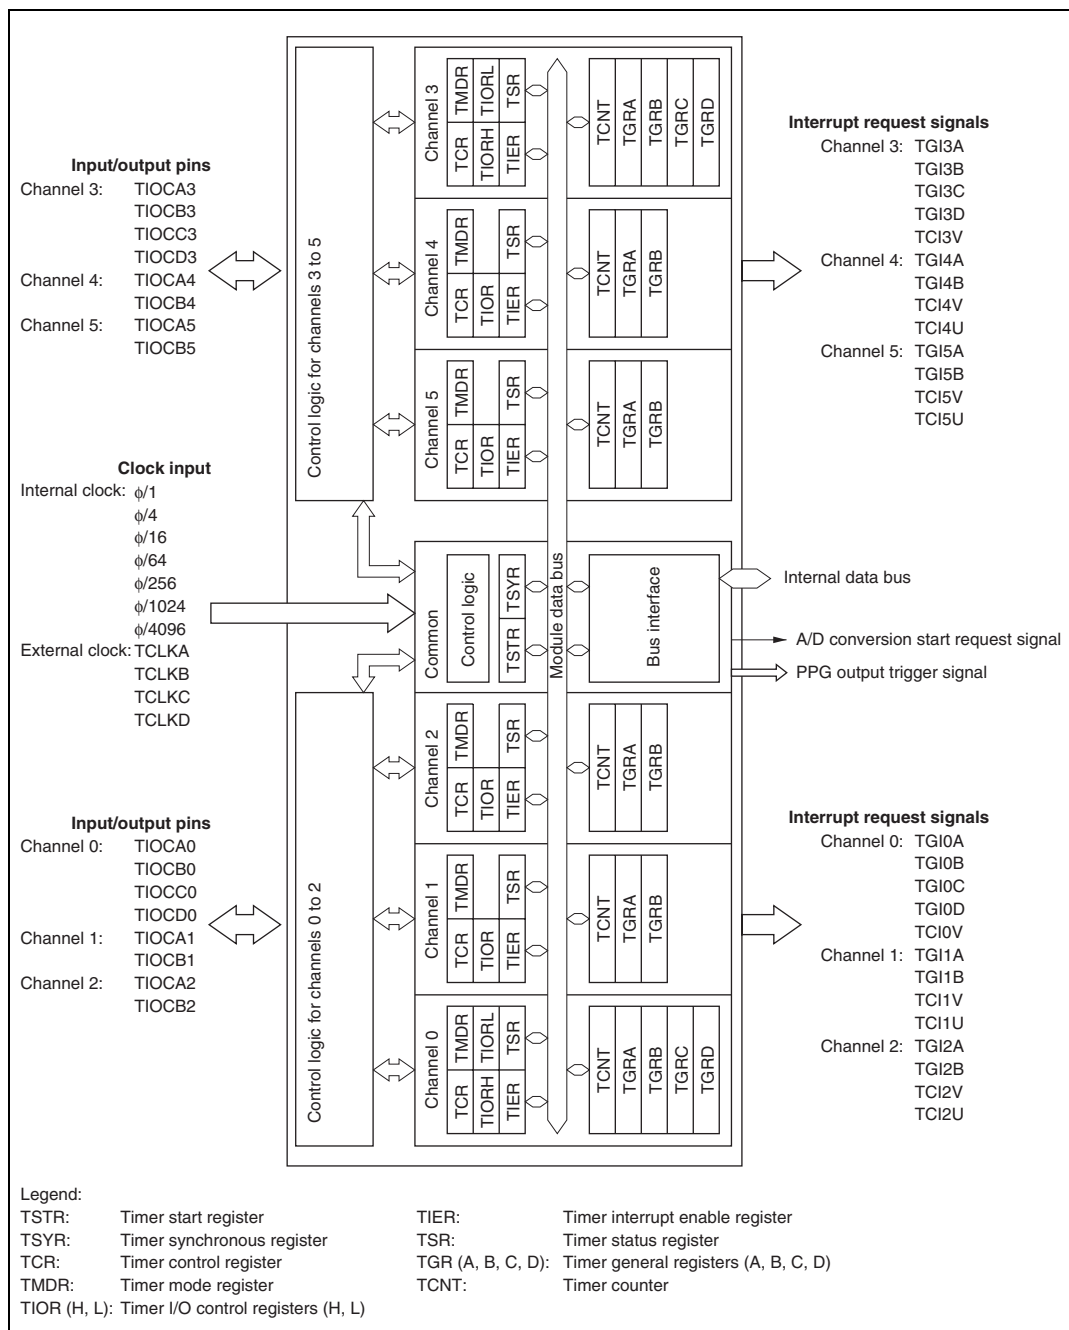 Input/output pins
Channel 3: TIOCA3
TIOCB3
TIOCC3
TIOCD3
Channel 4: TIOCA4
TIOCB4
Channel 5: TIOCA5
TIOCB5
Clock input
Internal clock: ϕ/1
ϕ/4
ϕ/16
ϕ/64
ϕ/256
ϕ/1024
ϕ/4096
External clock: TCLKA
TCLKB
TCLKC
TCLKD
Input/output pins
Channel 0: TIOCA0
TIOCB0
TIOCC0
TIOCD0
Channel 1: TIOCA1
TIOCB1
Channel 2: TIOCA2
TIOCB2
Control logic for channels 3 to 5
Control logic for channels 0 to 2
Channel 3
TCR TMDR
TIORH TIORL
TIER TSR
TCNT
TGRA
TGRB
TGRC
TGRD
Channel 4
TCR TMDR
TIOR
TIER TSR
TCNT
TGRA
TGRB
Channel 5
TCR TMDR
TIOR
TIER TSR
TCNT
TGRA
TGRB
Common
Control logic
TSTR TSYR
Module data bus
Bus interface
Channel 2
TCR TMDR
TIOR
TIER TSR
TCNT
TGRA
TGRB
Channel 1
TCR TMDR
TIOR
TIER TSR
TCNT
TGRA
TGRB
Channel 0
TCR TMDR
TIORH TIORL
TIER TSR
TCNT
TGRA
TGRB
TGRC
TGRD
Interrupt request signals
Channel 3: TGI3A
TGI3B
TGI3C
TGI3D
TCI3V
Channel 4: TGI4A
TGI4B
TCI4V
TCI4U
Channel 5: TGI5A
TGI5B
TCI5V
TCI5U
Internal data bus
A/D conversion start request signal
PPG output trigger signal
Interrupt request signals
Channel 0: TGI0A
TGI0B
TGI0C
TGI0D
TCI0V
Channel 1: TGI1A
TGI1B
TCI1V
TCI1U
Channel 2: TGI2A
TGI2B
TCI2V
TCI2U
Legend:
TSTR: Timer start register
TSYR: Timer synchronous register
TCR: Timer control register
TMDR: Timer mode register
TIOR (H, L): Timer I/O control registers (H, L)
TIER: Timer interrupt enable register
TSR: Timer status register
TGR (A, B, C, D): Timer general registers (A, B, C, D)
TCNT: Timer counter